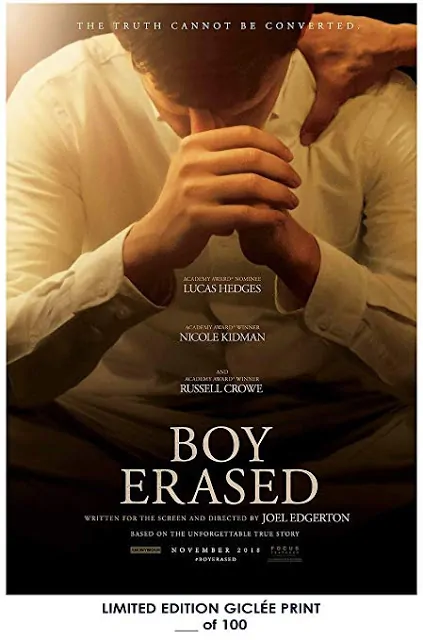 THE TRUTH CANNOT BE CONVERTED.
ACADEMY AWARD® NOMINEE
LUCAS HEDGES
ACADEMY AWARD® WINNER
NICOLE KIDMAN
AND
ACADEMY AWARD® WINNER
RUSSELL CROWE
BOY
ERASED
WRITTEN FOR THE SCREEN AND DIRECTED BY JOEL EDGERTON
BASED ON THE UNFORGETTABLE TRUE STORY
NOVEMBER 2018 FOCUS
FEATURES
#BOYERASED
LIMITED EDITION GICLÉE PRINT
___ of 100